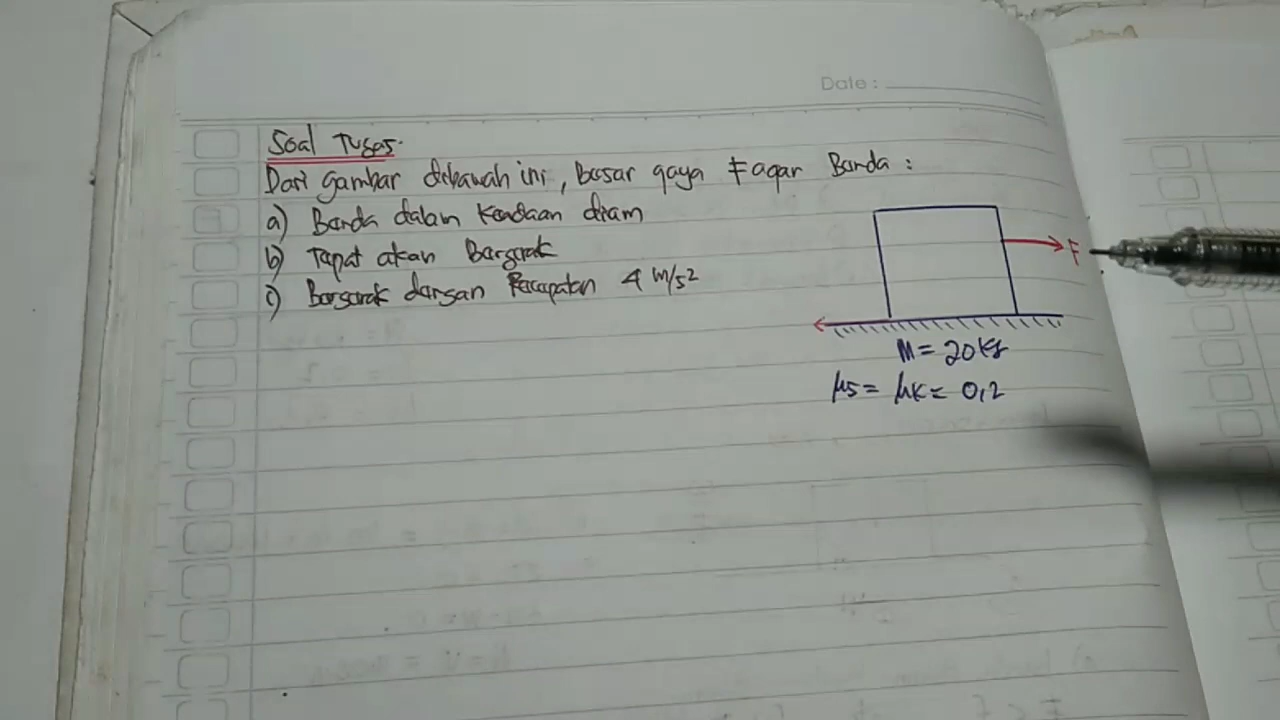 Date :
Soal Tugas.
Dari gambar dibawah ini, besar gaya F agar Benda :
a) Benda dalam Keadaan diam
b) Tepat akan Bergerak
c) Bergerak dengan Percepatan 4 m/s²
F
M = 20 kg
μs = μk = 0,2